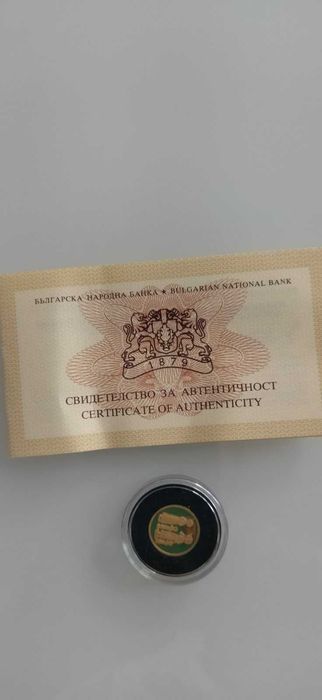 БЪЛГАРСКА НАРОДНА БАНКА ★ BULGARIAN NATIONAL BANK
1879
СВИДЕТЕЛСТВО ЗА АВТЕНТИЧНОСТ
CERTIFICATE OF AUTHENTICITY